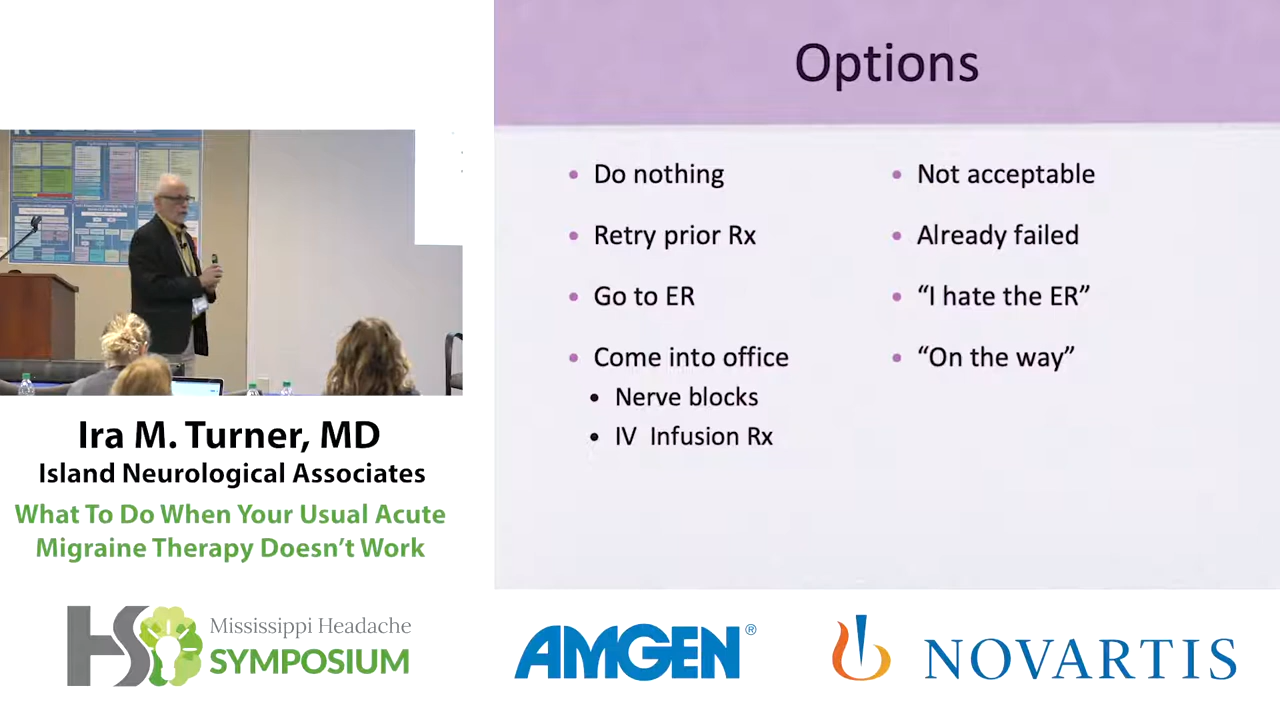 Options
Do nothing
Not acceptable
Retry prior Rx
Already failed
Go to ER
“I hate the ER”
Come into office
“On the way”
Nerve blocks
IV Infusion Rx
Ira M. Turner, MD
Island Neurological Associates
What To Do When Your Usual Acute
Migraine Therapy Doesn’t Work
HS
Mississippi Headache
SYMPOSIUM
AMGEN®
NOVARTIS